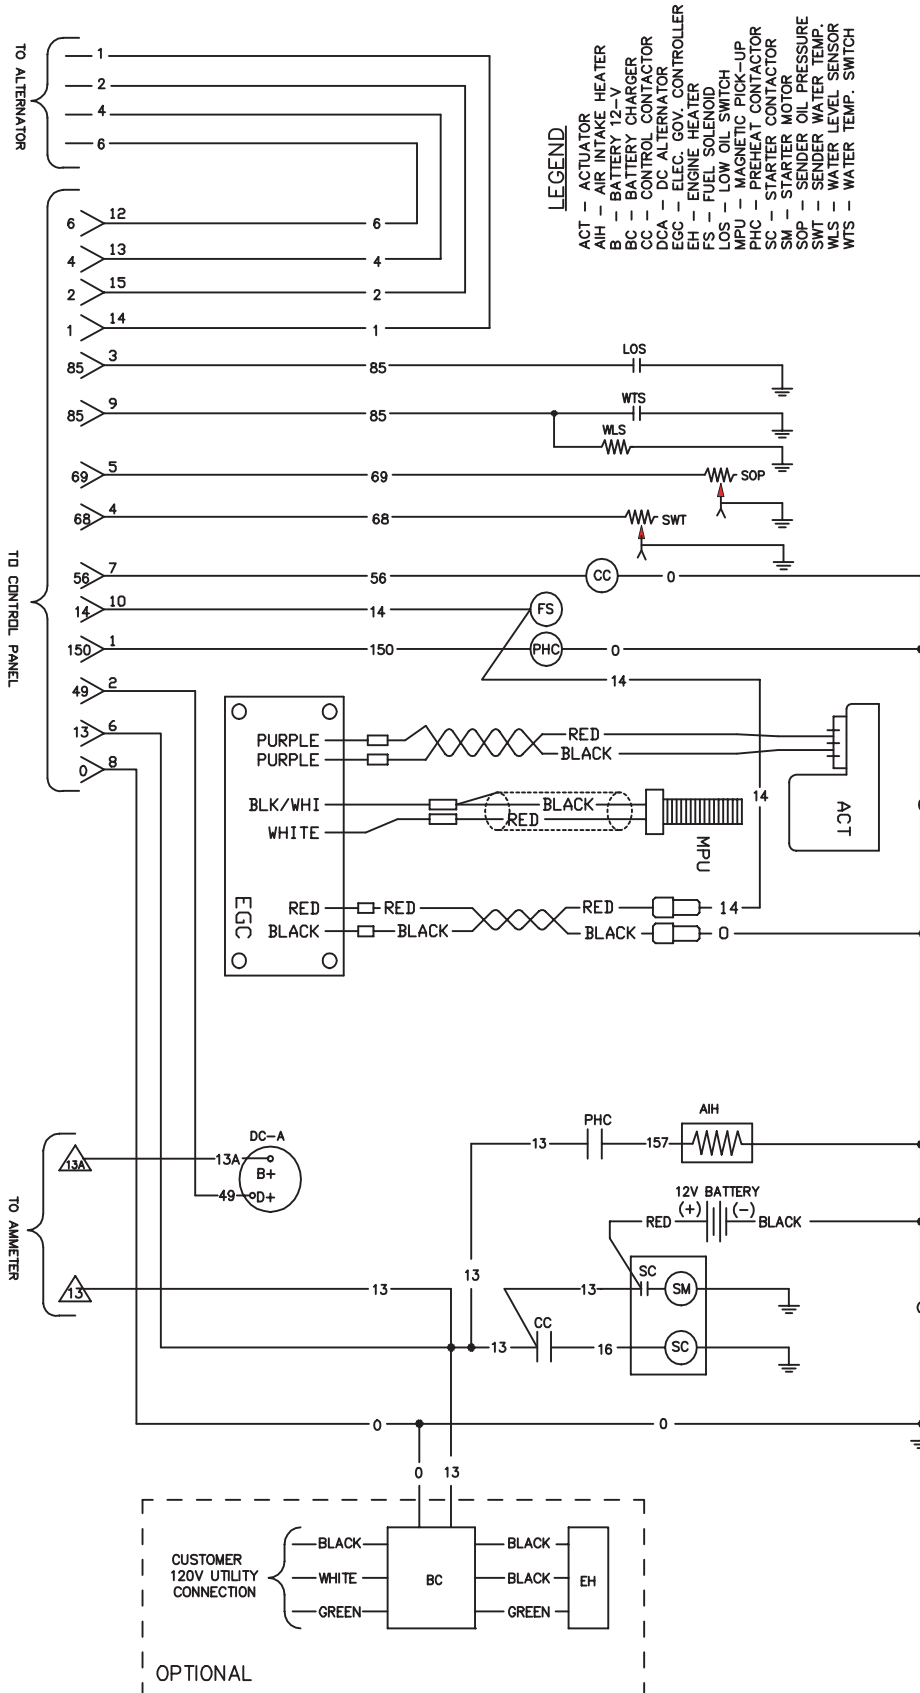 TO ALTERNATOR
1
2
4
6
LEGEND
ACT - ACTUATOR
AIH - AIR INTAKE HEATER
B - BATTERY 12-V
BC - BATTERY CHARGER
CC - CONTROL CONTACTOR
DCA - DC ALTERNATOR
EGC - ELEC. GOV. CONTROLLER
EH - ENGINE HEATER
FS - FUEL SOLENOID
LOS - LOW OIL SWITCH
MPU - MAGNETIC PICK-UP
PHC - PREHEAT CONTACTOR
SC - STARTER CONTACTOR
SM - STARTER MOTOR
SOP - SENDER OIL PRESSURE
SWT - SENDER WATER TEMP.
WLS - WATER LEVEL SENSOR
WTS - WATER TEMP. SWITCH
TO CONTROL PANEL
6 12 6
4 13 4
2 15 2
1 14 1
85 3 85 LOS
85 9 85 WTS
WLS
69 5 69 SOP
68 4 68 SWT
56 7 56 CC 0
14 10 14 FS
150 1 150 PHC 0
14
49 2
13 6
0 8
PURPLE RED
PURPLE BLACK
BLK/WHI BLACK
WHITE RED
MPU
14
ACT
EGC
RED RED RED 14
BLACK BLACK BLACK 0
TO AMMETER
13A 13A
DC-A
B+
49 D+
13 13
PHC
13 157
AIH
12V BATTERY
(+) (-)
RED BLACK
13
13 SC SM
CC
13 16 SC
0 0
0 13
CUSTOMER
120V UTILITY
CONNECTION
BLACK BLACK
WHITE BC BLACK EH
GREEN GREEN
OPTIONAL